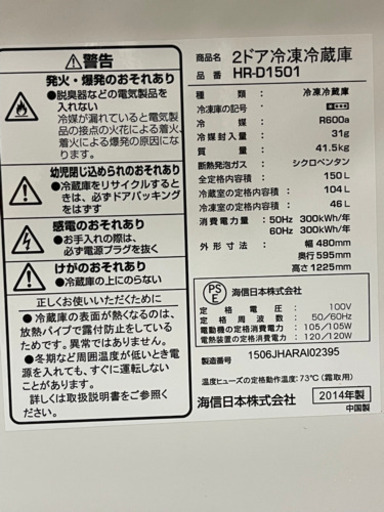 ⚠警告
発火・爆発のおそれあり
●脱臭器などの電気製品を
入れない
冷媒が漏れていると電気製
品の接点の火花による着火、
着火による爆発の原因にな
ります。
幼児閉じ込められのおそれあり
●冷蔵庫をリサイクルすると
きは、必ずドアパッキング
をはずす
感電のおそれあり
●お手入れの際は、
必ず電源プラグを抜く
けがのおそれあり
●冷蔵庫の上にのらない
正しくお使いいただくために
●冷蔵庫の表面が熱くなるのは、
放熱パイプで露付防止をしている
ためです。異常ではありません。
●冬期など周囲温度が低いとき電
源を入れても、すぐに運転しない
ことがあります。
詳しくは取扱説明書をご参照くだ
さい。
商品名 2ドア冷凍冷蔵庫
品番 HR-D1501
種類 冷凍冷蔵庫
冷凍庫の記号
冷媒 R600a
冷媒封入量 31g
質量 41.5kg
断熱発泡ガス シクロペンタン
全定格内容積 150L
冷蔵室の定格内容積 104L
冷凍室の定格内容積 46L
消費電力量 50Hz 300kWh/年
60Hz 300kWh/年
外形寸法 幅 480mm
奥行 595mm
高さ 1225mm
PSE 海信日本株式会社
定格電圧 100V
定格周波数 50/60Hz
電動機の定格消費電力 105/105W
電熱装置の定格消費電力 120/120W
製造番号 1506JHARAI02395
温度ヒューズの定格動作温度:73℃(霜取用)
海信日本株式会社
2014年製
中国製